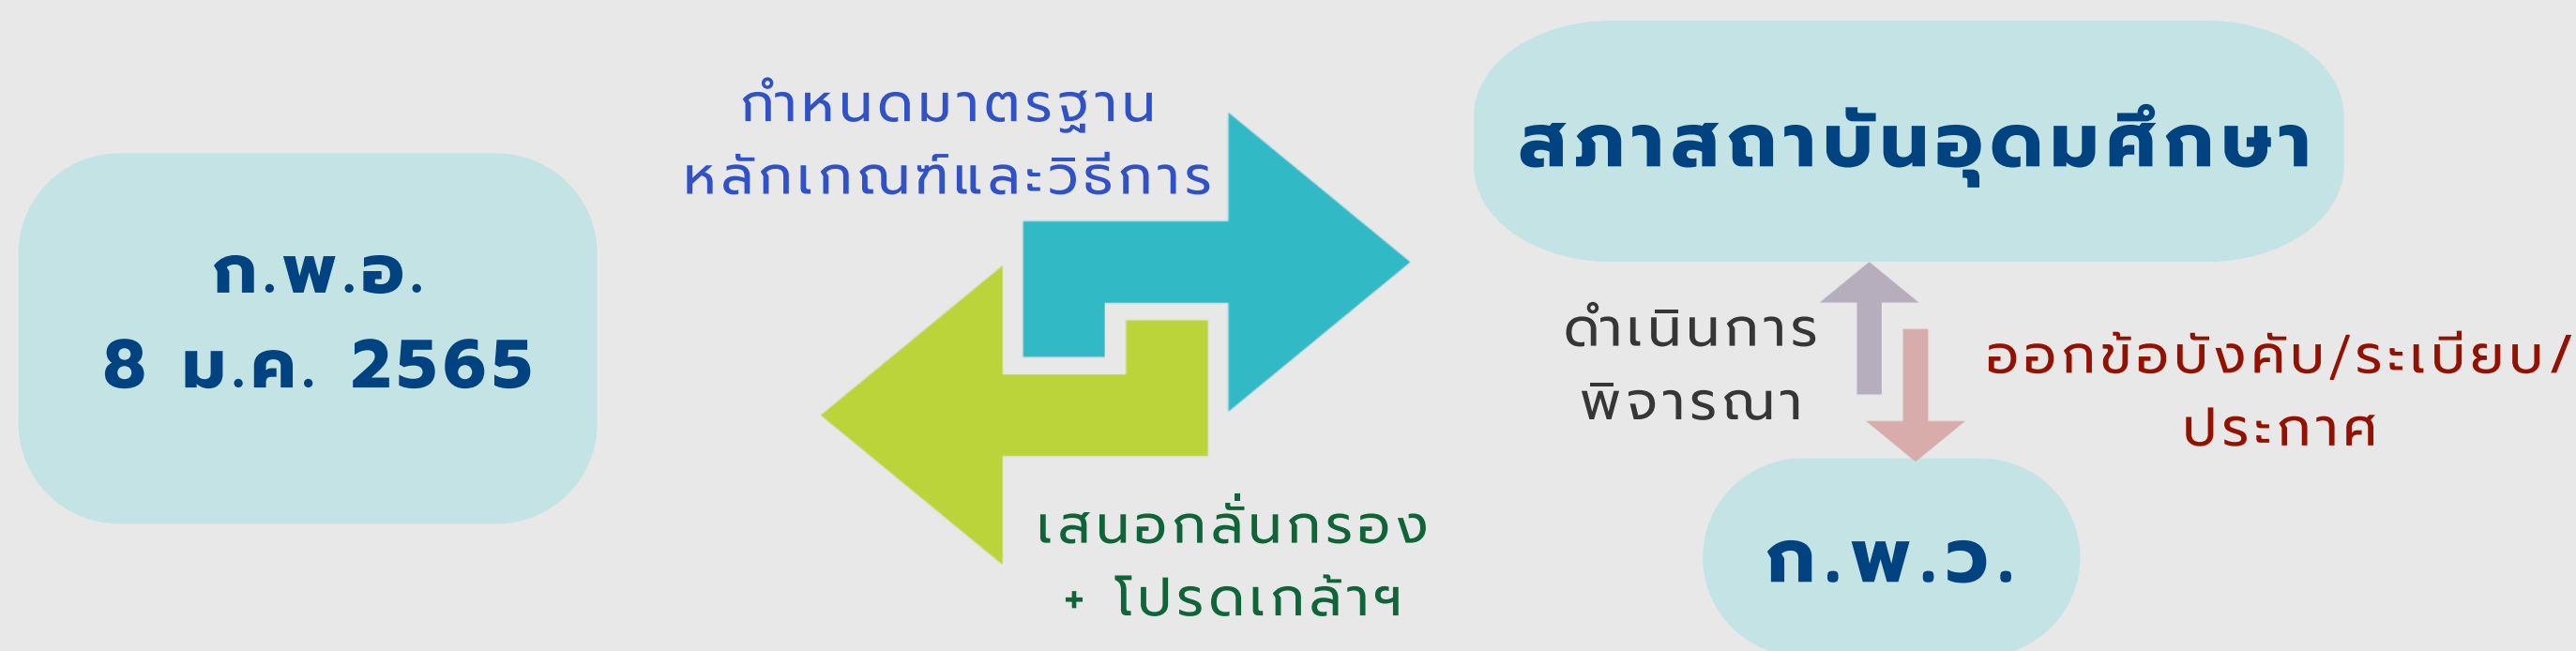 ก.พ.อ.
8 ม.ค. 2565
กำหนดมาตรฐาน
หลักเกณฑ์และวิธีการ
เสนอกลั่นกรอง
+ โปรดเกล้าฯ
สภาสถาบันอุดมศึกษา
ดำเนินการ
พิจารณา
ออกข้อบังคับ/ระเบียบ/
ประกาศ
ก.พ.ว.